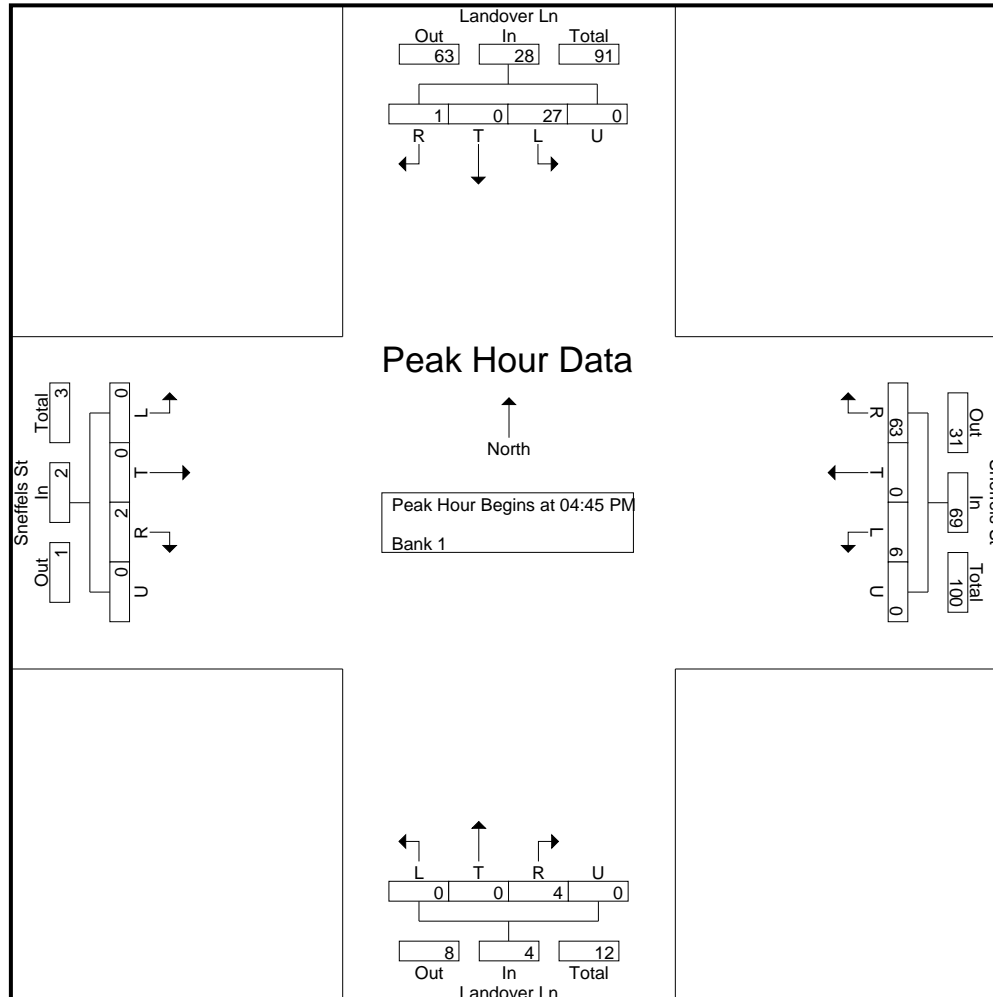 Landover Ln
Out In Total
63 28 91
1 0 27 0
R T L U
Peak Hour Data
North
Peak Hour Begins at 04:45 PM
Bank 1
Sneffels St
Total In Out
3 2 1
0 0 2 0
L T R U
R T L U
63 0 6 0
Out In Total
31 69 100
L T R U
0 0 4 0
8 4 12
Out In Total
Landover Ln